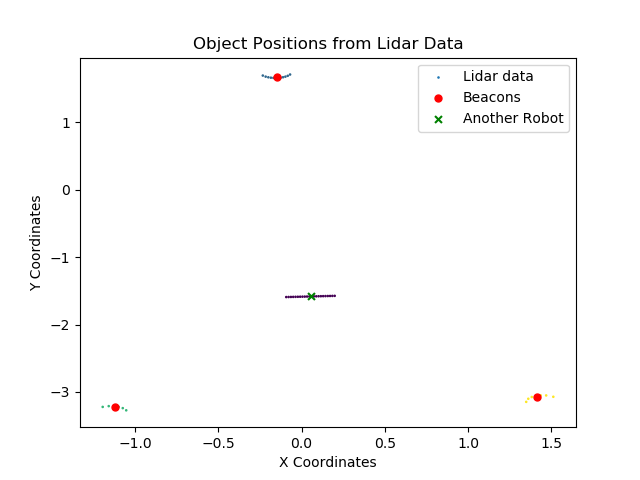 Object Positions from Lidar Data
Lidar data
Beacons
Another Robot
1
0
−1
−2
−3
Y Coordinates
−1.0
−0.5
0.0
0.5
1.0
1.5
X Coordinates